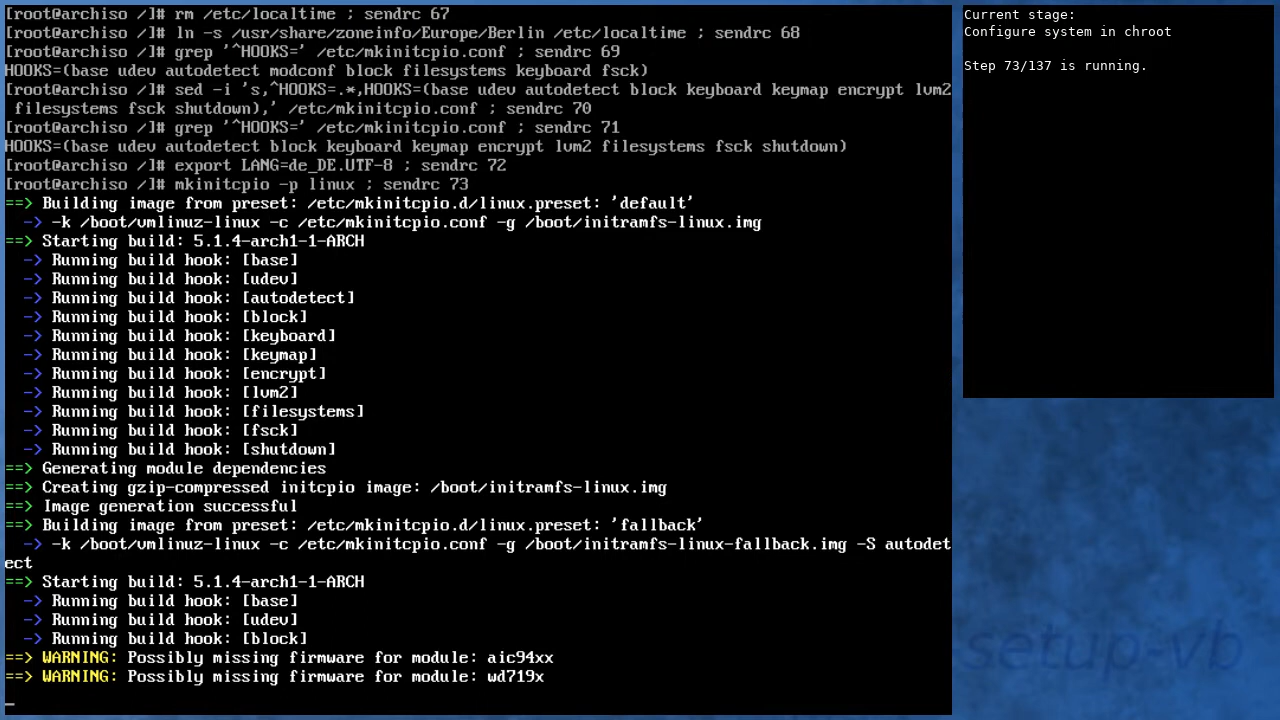 [root@archiso /]# rm /etc/localtime ; sendrc 67
[root@archiso /]# ln -s /usr/share/zoneinfo/Europe/Berlin /etc/localtime ; sendrc 68
[root@archiso /]# grep '^HOOKS=' /etc/mkinitcpio.conf ; sendrc 69
HOOKS=(base udev autodetect modconf block filesystems keyboard fsck)
[root@archiso /]# sed -i 's,^HOOKS=.*,HOOKS=(base udev autodetect block keyboard keymap encrypt lvm2
 filesystems fsck shutdown),' /etc/mkinitcpio.conf ; sendrc 70
[root@archiso /]# grep '^HOOKS=' /etc/mkinitcpio.conf ; sendrc 71
HOOKS=(base udev autodetect block keyboard keymap encrypt lvm2 filesystems fsck shutdown)
[root@archiso /]# export LANG=de_DE.UTF-8 ; sendrc 72
[root@archiso /]# mkinitcpio -p linux ; sendrc 73
==> Building image from preset: /etc/mkinitcpio.d/linux.preset: 'default'
  -> -k /boot/vmlinuz-linux -c /etc/mkinitcpio.conf -g /boot/initramfs-linux.img
==> Starting build: 5.1.4-arch1-1-ARCH
  -> Running build hook: [base]
  -> Running build hook: [udev]
  -> Running build hook: [autodetect]
  -> Running build hook: [block]
  -> Running build hook: [keyboard]
  -> Running build hook: [keymap]
  -> Running build hook: [encrypt]
  -> Running build hook: [lvm2]
  -> Running build hook: [filesystems]
  -> Running build hook: [fsck]
  -> Running build hook: [shutdown]
==> Generating module dependencies
==> Creating gzip-compressed initcpio image: /boot/initramfs-linux.img
==> Image generation successful
==> Building image from preset: /etc/mkinitcpio.d/linux.preset: 'fallback'
  -> -k /boot/vmlinuz-linux -c /etc/mkinitcpio.conf -g /boot/initramfs-linux-fallback.img -S autodet
ect
==> Starting build: 5.1.4-arch1-1-ARCH
  -> Running build hook: [base]
  -> Running build hook: [udev]
  -> Running build hook: [block]
==> WARNING: Possibly missing firmware for module: aic94xx
==> WARNING: Possibly missing firmware for module: wd719x
_
Current stage:
Configure system in chroot
Step 73/137 is running.
setup-vb